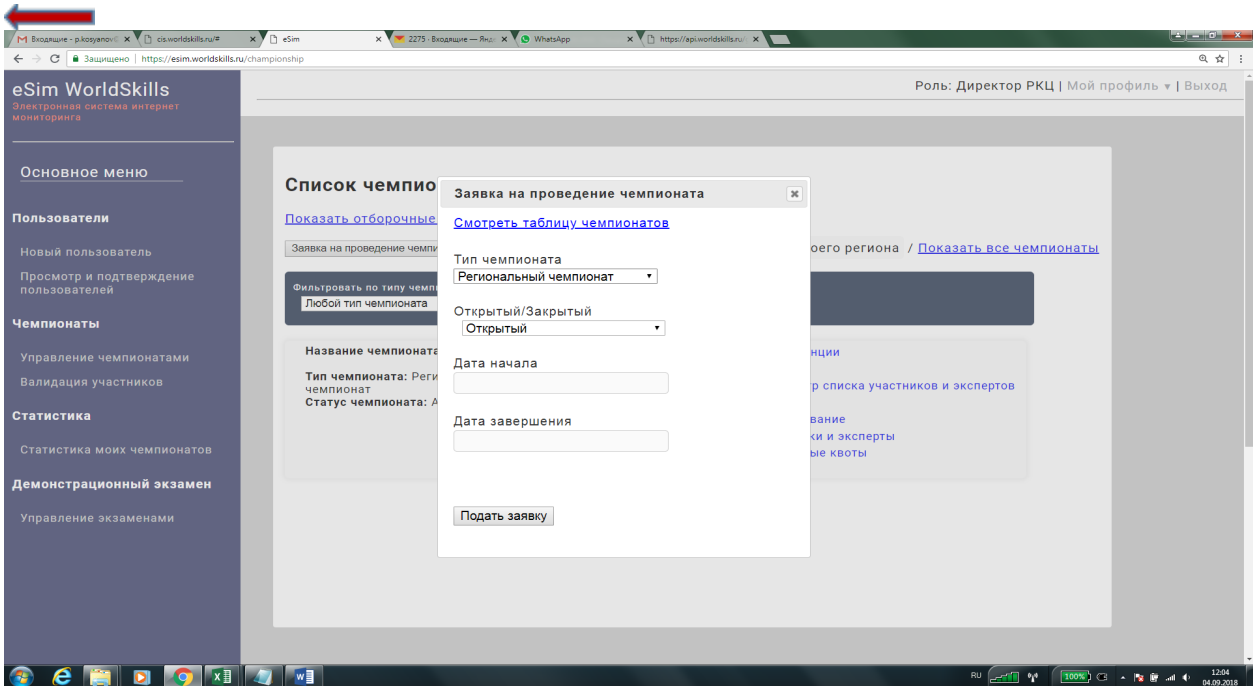 Входящие - p.kosyanov
cis.worldskills.ru/#
eSim
2275 · Входящие — Янд
WhatsApp
https://api.worldskills.ru/
Защищено | https://esim.worldskills.ru/championship
eSim WorldSkills
Электронная система интернет
мониторинга
Роль: Директор РКЦ | Мой профиль ▾ | Выход
Основное меню
Пользователи
Новый пользователь
Просмотр и подтверждение
пользователей
Чемпионаты
Управление чемпионатами
Валидация участников
Статистика
Статистика моих чемпионатов
Демонстрационный экзамен
Управление экзаменами
Список чемпио
Показать отборочные
Заявка на проведение чемпи
оего региона / Показать все чемпионаты
Фильтровать по типу чемп
Любой тип чемпионата
Название чемпионата
Тип чемпионата: Реги
чемпионат
Статус чемпионата: А
нции
р списка участников и экспертов
вание
ки и эксперты
ые квоты
Заявка на проведение чемпионата
Смотреть таблицу чемпионатов
Тип чемпионата
Региональный чемпионат
Открытый/Закрытый
Открытый
Дата начала
Дата завершения
Подать заявку
RU
100%
12:04
04.09.2018